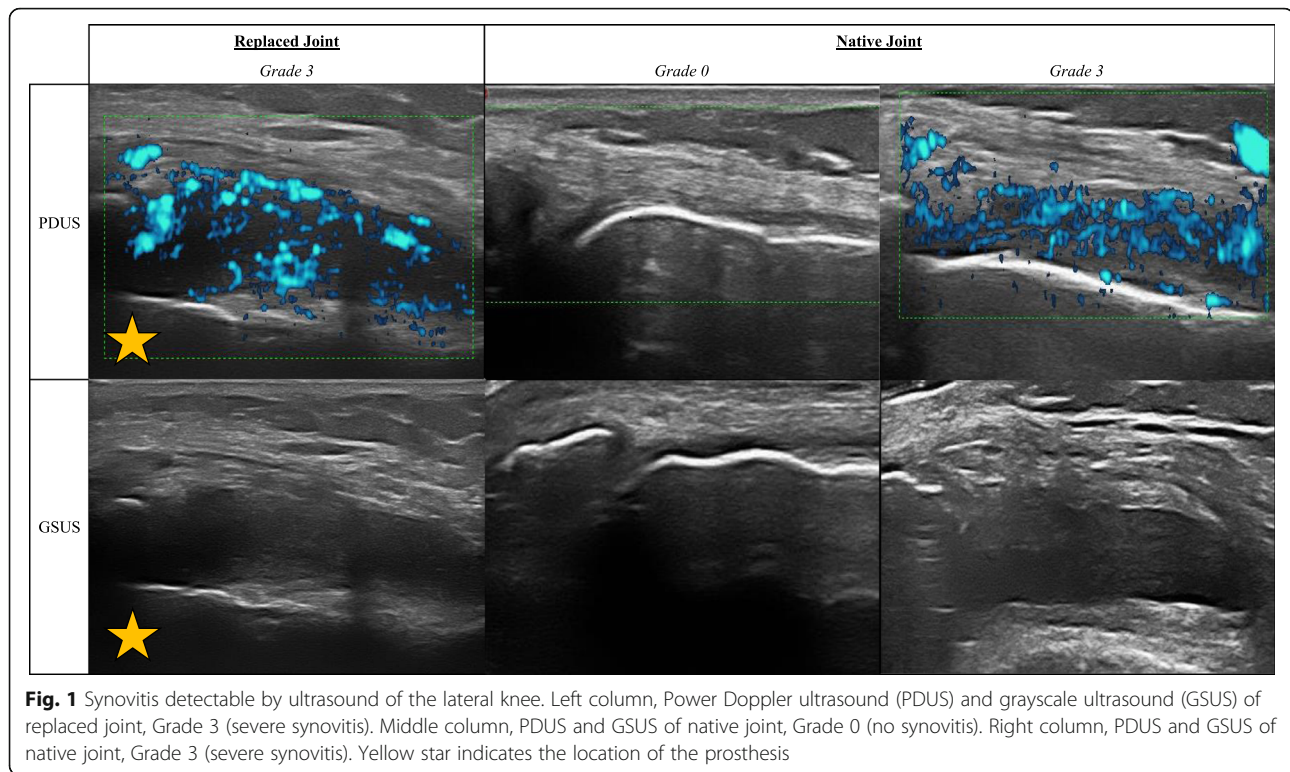 Replaced Joint
Native Joint
Grade 3
Grade 0
Grade 3
PDUS
GSUS
Fig. 1 Synovitis detectable by ultrasound of the lateral knee. Left column, Power Doppler ultrasound (PDUS) and grayscale ultrasound (GSUS) of
replaced joint, Grade 3 (severe synovitis). Middle column, PDUS and GSUS of native joint, Grade 0 (no synovitis). Right column, PDUS and GSUS of
native joint, Grade 3 (severe synovitis). Yellow star indicates the location of the prosthesis